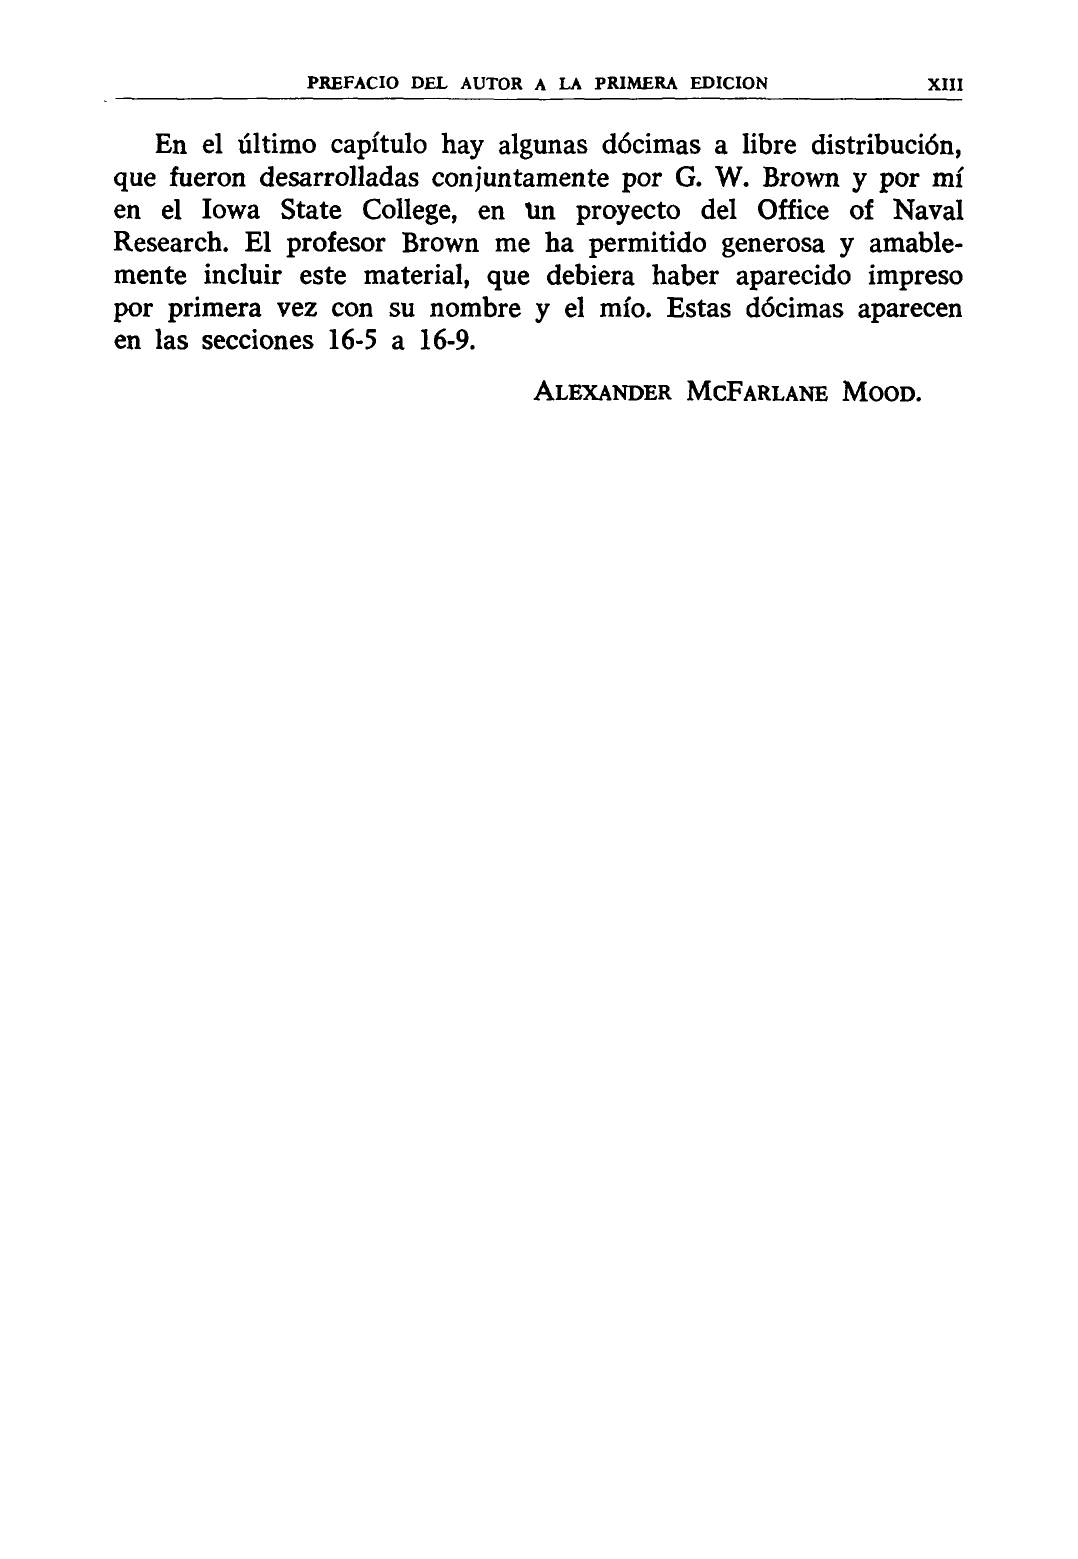 PREFACIO DEL AUTOR A LA PRIMERA EDICION XIII
En el último capítulo hay algunas dócimas a libre distribución,
que fueron desarrolladas conjuntamente por G. W. Brown y por mí
en el Iowa State College, en un proyecto del Office of Naval
Research. El profesor Brown me ha permitido generosa y amable-
mente incluir este material, que debiera haber aparecido impreso
por primera vez con su nombre y el mío. Estas dócimas aparecen
en las secciones 16-5 a 16-9.
ALEXANDER MCFARLANE MOOD.